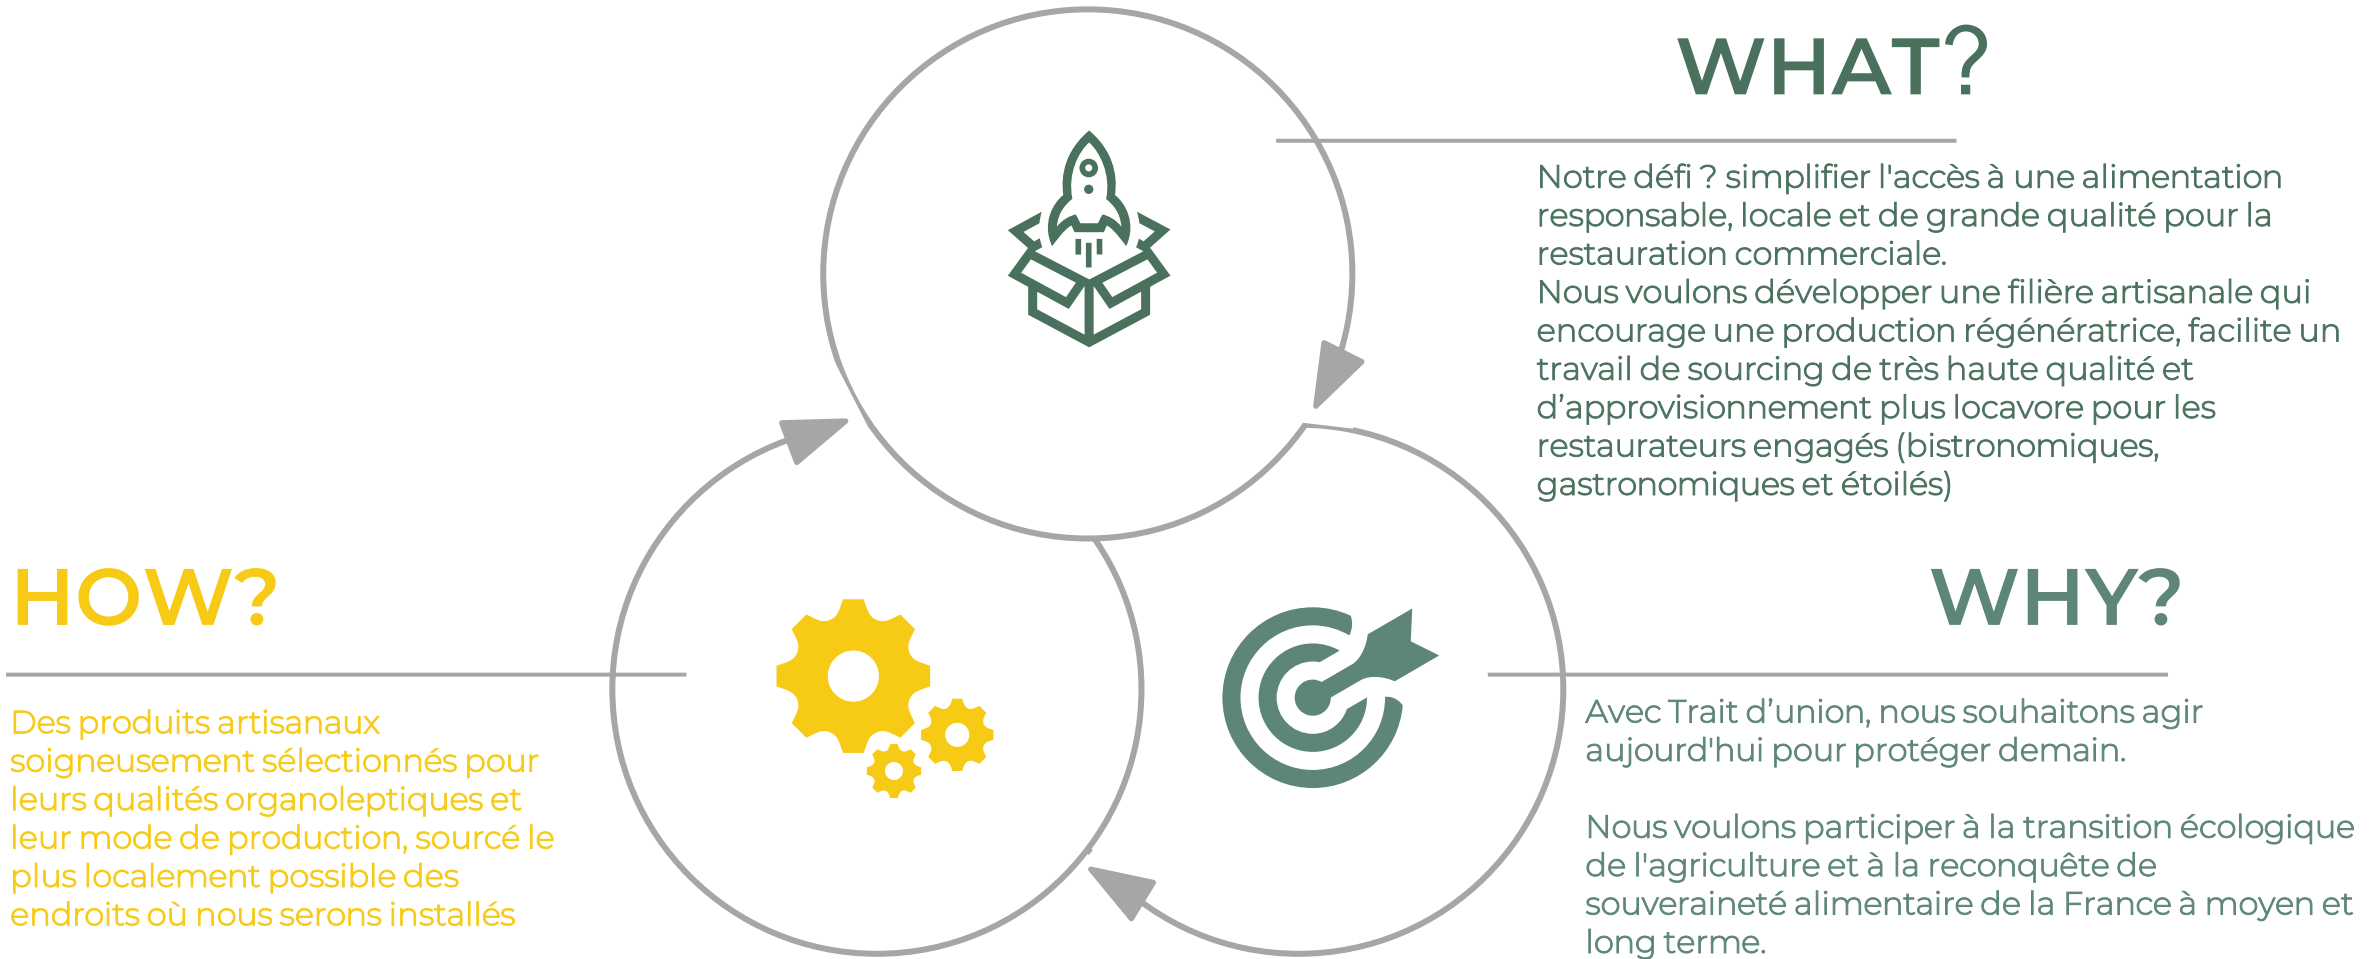 WHAT?
Notre défi ? simplifier l'accès à une alimentation
responsable, locale et de grande qualité pour la
restauration commerciale.
Nous voulons développer une filière artisanale qui
encourage une production régénératrice, facilite un
travail de sourcing de très haute qualité et
d’approvisionnement plus locavore pour les
restaurateurs engagés (bistronomiques,
gastronomiques et étoilés)
HOW?
Des produits artisanaux
soigneusement sélectionnés pour
leurs qualités organoleptiques et
leur mode de production, sourcé le
plus localement possible des
endroits où nous serons installés
WHY?
Avec Trait d’union, nous souhaitons agir
aujourd'hui pour protéger demain.
Nous voulons participer à la transition écologique
de l'agriculture et à la reconquête de
souveraineté alimentaire de la France à moyen et
long terme.